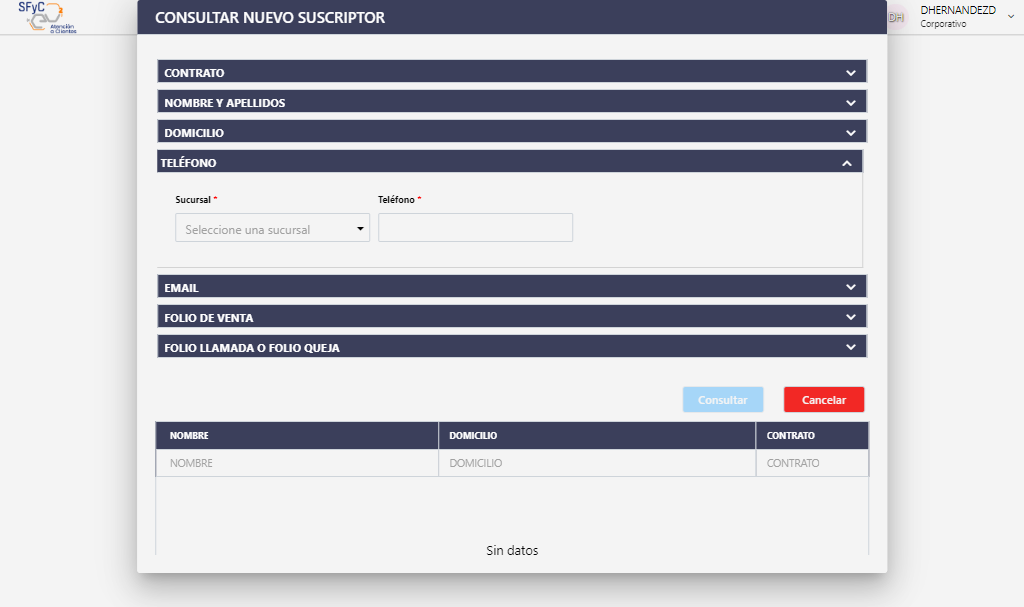 SFyC
2
Atención
a Clientes
CONSULTAR NUEVO SUSCRIPTOR
DH
DHERNANDEZD
Corporativo
CONTRATO
NOMBRE Y APELLIDOS
DOMICILIO
TELÉFONO
Sucursal * Teléfono *
Seleccione una sucursal
EMAIL
FOLIO DE VENTA
FOLIO LLAMADA O FOLIO QUEJA
Consultar Cancelar
NOMBRE DOMICILIO CONTRATO
NOMBRE DOMICILIO CONTRATO
Sin datos